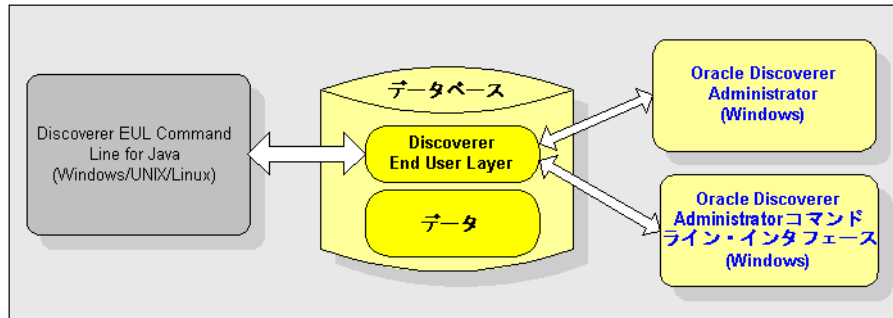 Discoverer EUL Command
Line for Java
(Windows/UNIX/Linux)
データベース
Discoverer
End User Layer
データ
Oracle Discoverer
Administrator
(Windows)
Oracle Discoverer
Administratorコマンド
ライン・インタフェース
(Windows)